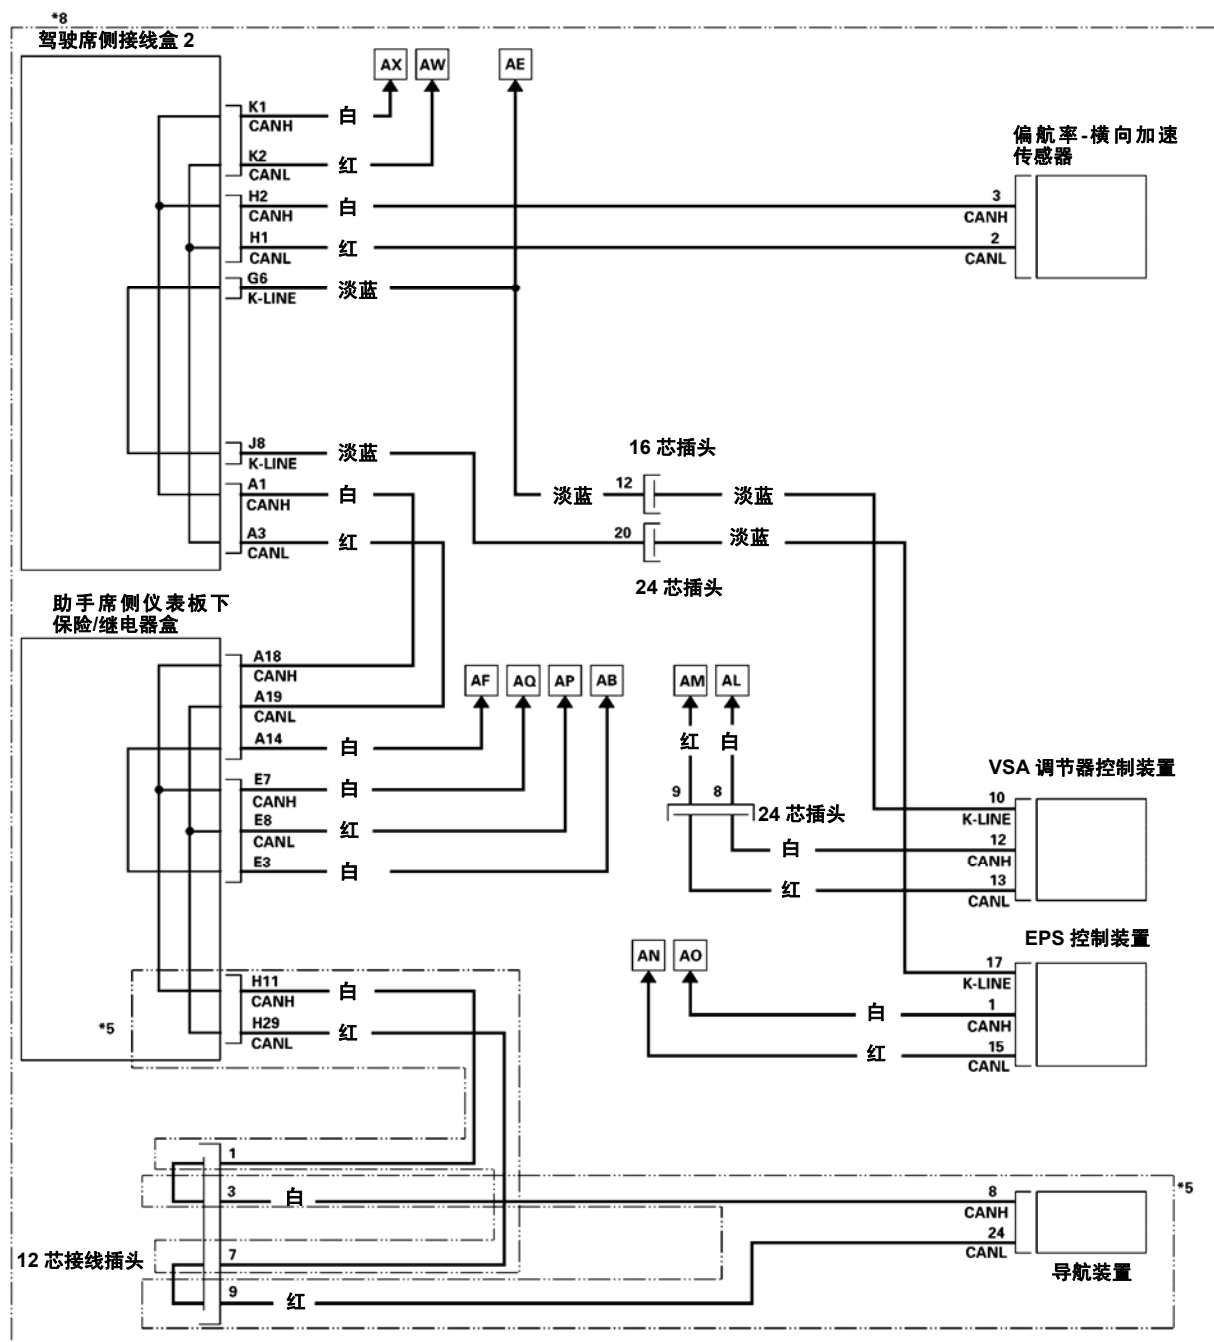 *8
驾驶席侧接线盒 2
AX
AW
AE
K1
CANH
白
K2
CANL
红
H2
CANH
白
H1
CANL
红
G6
K-LINE
淡蓝
偏航率-横向加速
传感器
3
CANH
2
CANL
J8
K-LINE
淡蓝
A1
CANH
白
A3
CANL
红
16 芯插头
淡蓝
12
淡蓝
20
淡蓝
24 芯插头
助手席侧仪表板下
保险/继电器盒
A18
CANH
A19
CANL
A14
白
E7
CANH
白
E8
CANL
红
E3
白
AF
AQ
AP
AB
AM
AL
红
白
9
8
24 芯插头
白
红
VSA 调节器控制装置
10
K-LINE
12
CANH
13
CANL
EPS 控制装置
AN
AO
17
K-LINE
白
1
CANH
红
15
CANL
*5
H11
CANH
白
H29
CANL
红
1
3
白
7
9
红
12 芯接线插头
*5
8
CANH
24
CANL
导航装置